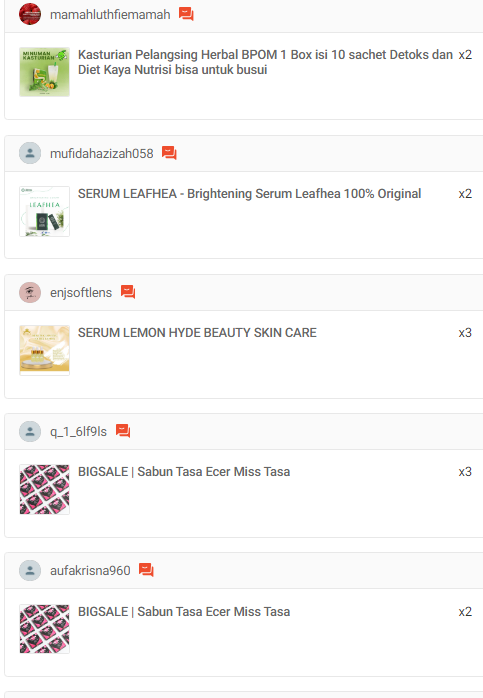 mamahluthfiemamah
MINUMAN
KASTURIAN
Kasturian Pelangsing Herbal BPOM 1 Box isi 10 sachet Detoks dan x2
Diet Kaya Nutrisi bisa untuk busui
mufidahazizah058
LEAFHEA
SERUM LEAFHEA - Brightening Serum Leafhea 100% Original x2
enjsoftlens
SERUM LEMON HYDE BEAUTY SKIN CARE x3
q_1_6lf9ls
BIGSALE | Sabun Tasa Ecer Miss Tasa x3
aufakrisna960
BIGSALE | Sabun Tasa Ecer Miss Tasa x2